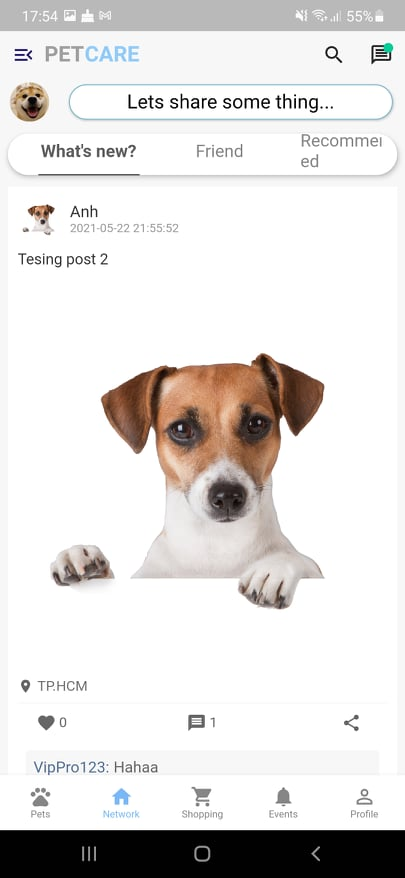 17:54 55%
PETCARE
Lets share some thing...
What's new? Friend Recommer
ed
Anh
2021-05-22 21:55:52
Tesing post 2
TP.HCM
0 1
VipPro123: Hahaa
Pets Network Shopping Events Profile